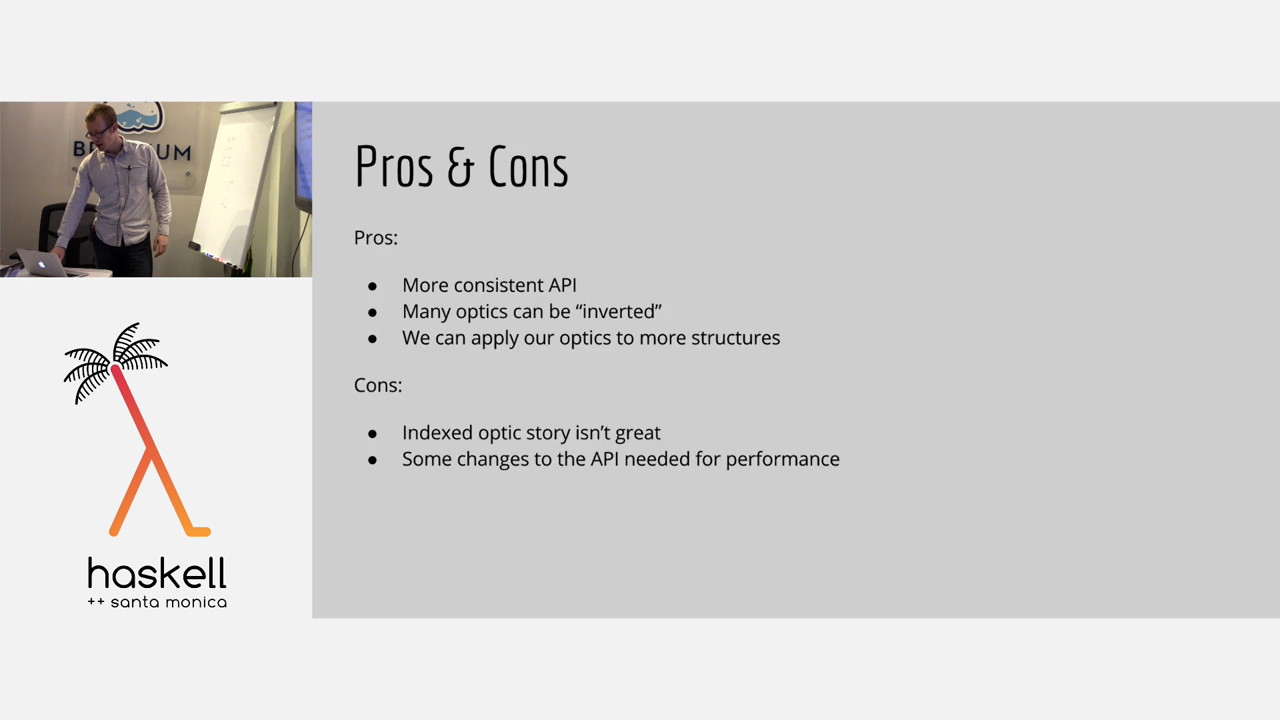 Pros & Cons
Pros:
● More consistent API
● Many optics can be “inverted”
● We can apply our optics to more structures
Cons:
● Indexed optic story isn’t great
● Some changes to the API needed for performance
haskell
++ santa monica